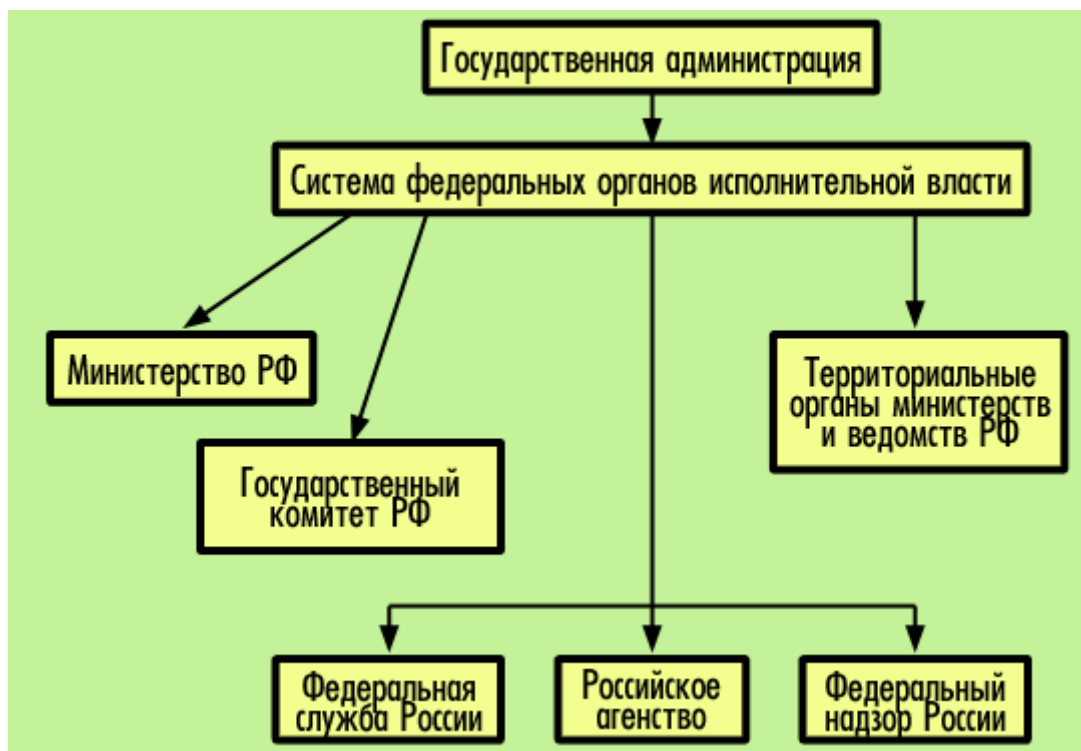 Государственная администрация
Система федеральных органов исполнительной власти
Министерство РФ
Территориальные
органы министерств
и ведомств РФ
Государственный
комитет РФ
Федеральная
служба России
Российское
агенство
Федеральный
надзор России